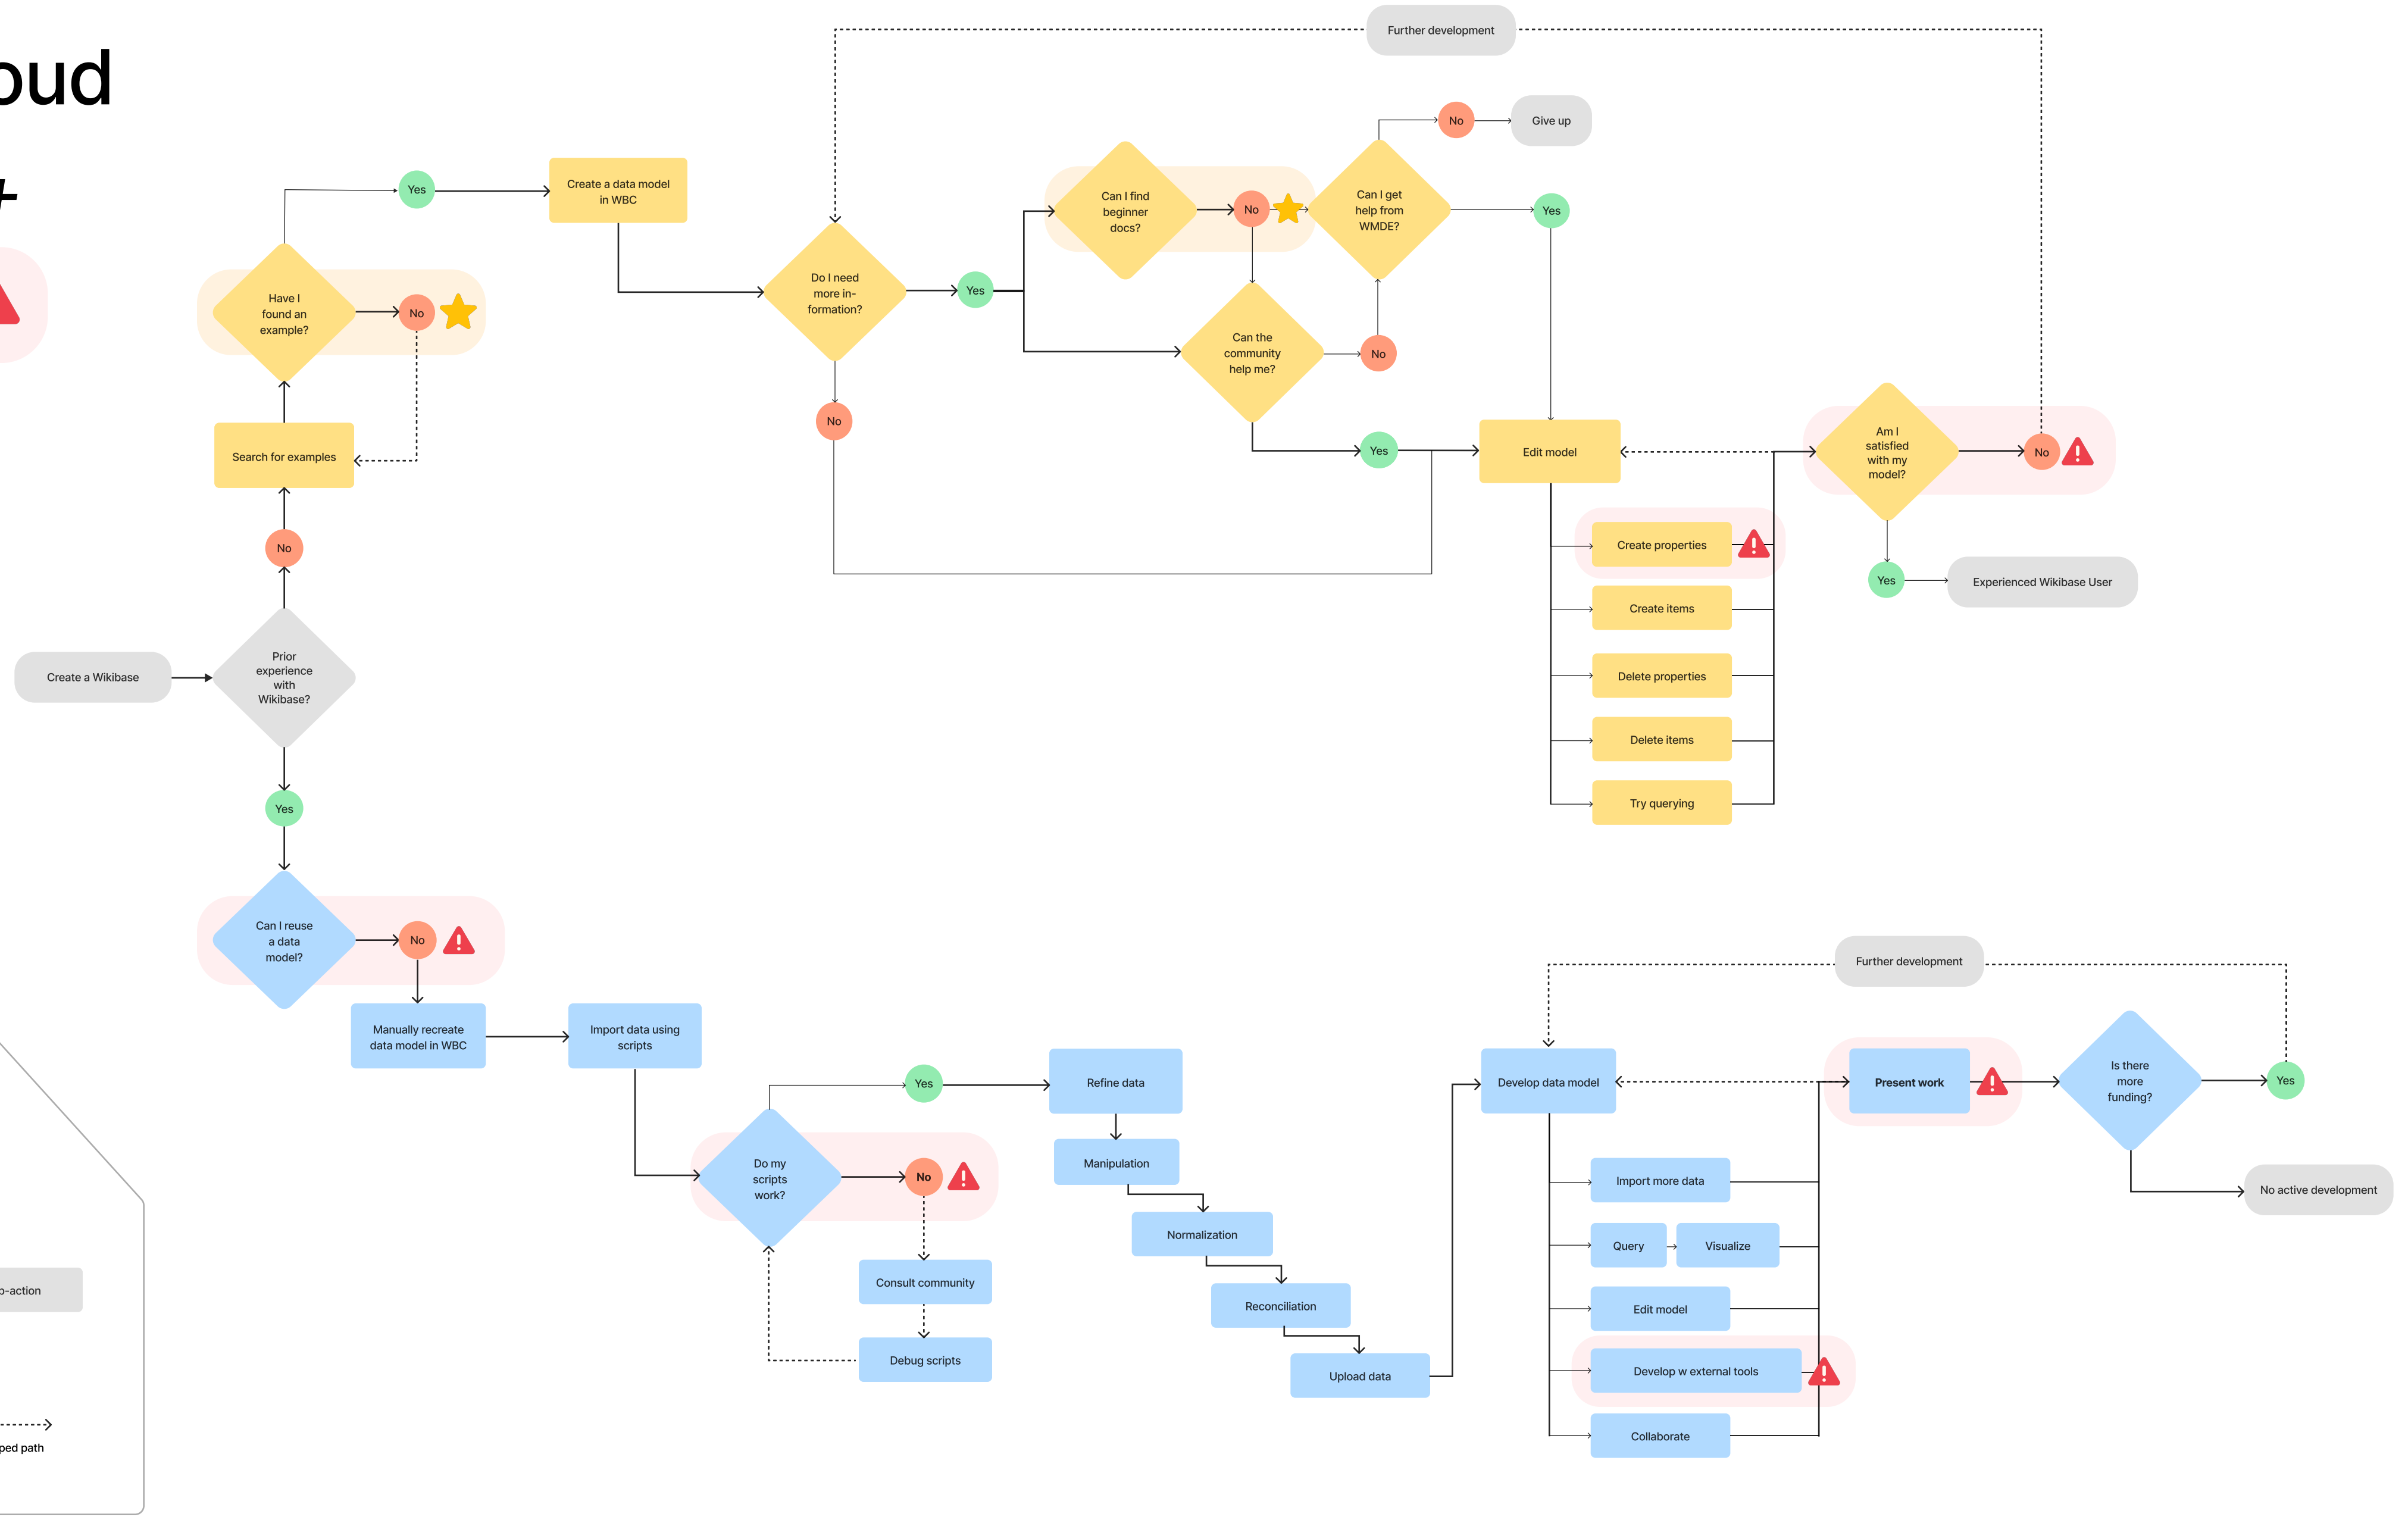 oud
+
Further development
No
Give up
Yes
Create a data model
in WBC
Can I find
beginner
docs?
No
Can I get
help from
WMDE?
Yes
Have I
found an
example?
No
Do I need
more in-
formation?
Yes
Can the
community
help me?
No
No
Yes
Edit model
Am I
satisfied
with my
model?
No
Search for examples
No
Create properties
Create items
Delete properties
Delete items
Try querying
Yes
Experienced Wikibase User
Create a Wikibase
Prior
experience
with
Wikibase?
Yes
Can I reuse
a data
model?
No
Manually recreate
data model in WBC
Import data using
scripts
Do my
scripts
work?
Yes
No
Consult community
Debug scripts
Refine data
Manipulation
Normalization
Reconciliation
Upload data
Further development
Develop data model
Present work
Is there
more
funding?
Yes
No active development
Import more data
Query
Visualize
Edit model
Develop w external tools
Collaborate
-action
ped path